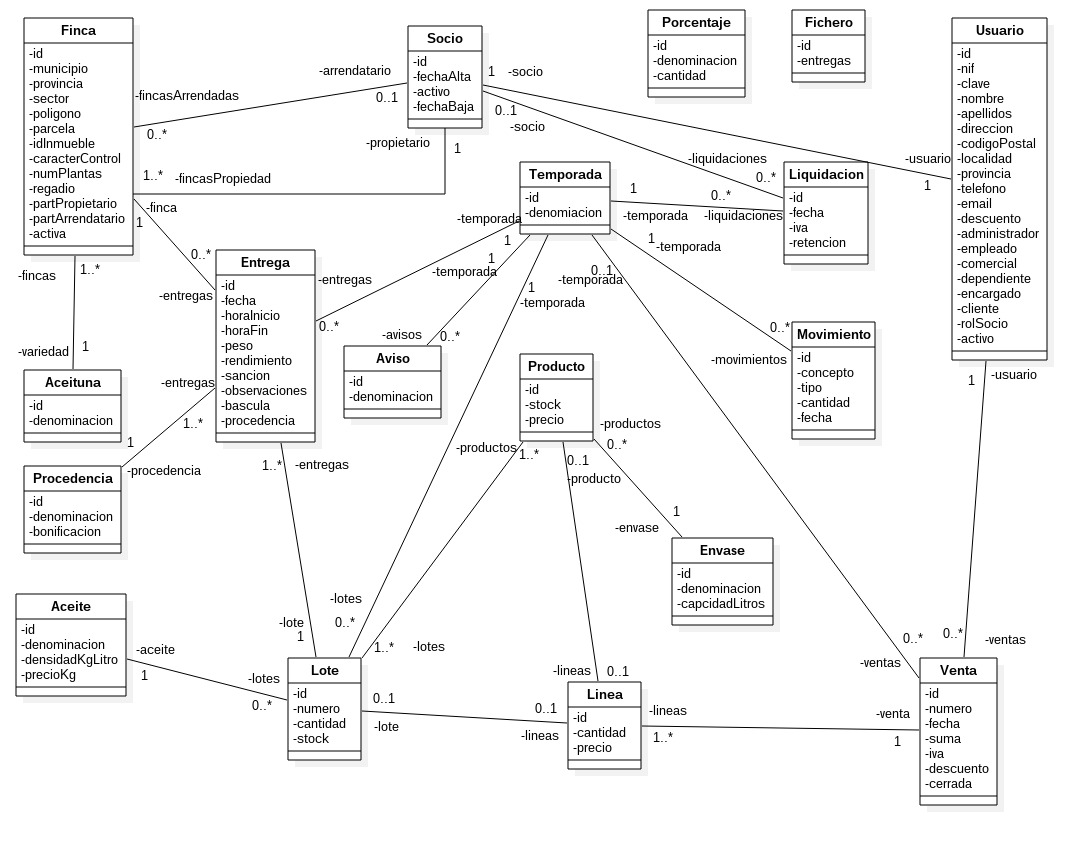 Finca
-id
-municipio
-provincia
-sector
-poligono
-parcela
-idInmueble
-caracterControl
-numPlantas
-regadio
-partPropietario
-partArrendatario
-activa
Socio
-id
-fechaAlta
-activo
-fechaBaja
Porcentaje
-id
-denominacion
-cantidad
Fichero
-id
-entregas
Usuario
-id
-nif
-clave
-nombre
-apellidos
-direccion
-codigoPostal
-localidad
-provincia
-telefono
-email
-descuento
-administrador
-empleado
-comercial
-dependiente
-encargado
-cliente
-rolSocio
-activo
-arrendatario
0..1
-fincasArrendadas
0..*
-propietario
1
1..*
-fincasPropiedad
1
-socio
0..1
-socio
-usuario
1
-liquidaciones
0..*
Temporada
-id
-denomiacion
Liquidacion
-id
-fecha
-iva
-retencion
1
-temporada
0..*
-liquidaciones
-finca
1
0..*
-entregas
Entrega
-id
-fecha
-horaInicio
-horaFin
-peso
-rendimiento
-sancion
-observaciones
-bascula
-procedencia
-temporada
1
-entregas
0..*
1
-temporada
-avisos
0..*
1
-temporada
0..1
-temporada
1
-temporada
0..*
-movimientos
-fincas
1..*
-variedad
1
Aceituna
-id
-denominacion
Aviso
-id
-denominacion
Producto
-id
-stock
-precio
Movimiento
-id
-concepto
-tipo
-cantidad
-fecha
1
-usuario
-entregas
1..*
1
-procedencia
Procedencia
-id
-denominacion
-bonificacion
1..*
-entregas
-productos
1..*
0..1
-producto
-productos
0..*
1
-envase
Envase
-id
-denominacion
-capcidadLitros
Aceite
-id
-denominacion
-densidadKgLitro
-precioKg
-aceite
1
-lotes
0..*
-lote
1
-lotes
0..*
1..*
-lotes
Lote
-id
-numero
-cantidad
-stock
0..1
-lote
0..1
-lineas
-lineas
0..1
Linea
-id
-cantidad
-precio
-lineas
1..*
-venta
1
0..*
-ventas
0..*
-ventas
Venta
-id
-numero
-fecha
-suma
-iva
-descuento
-cerrada